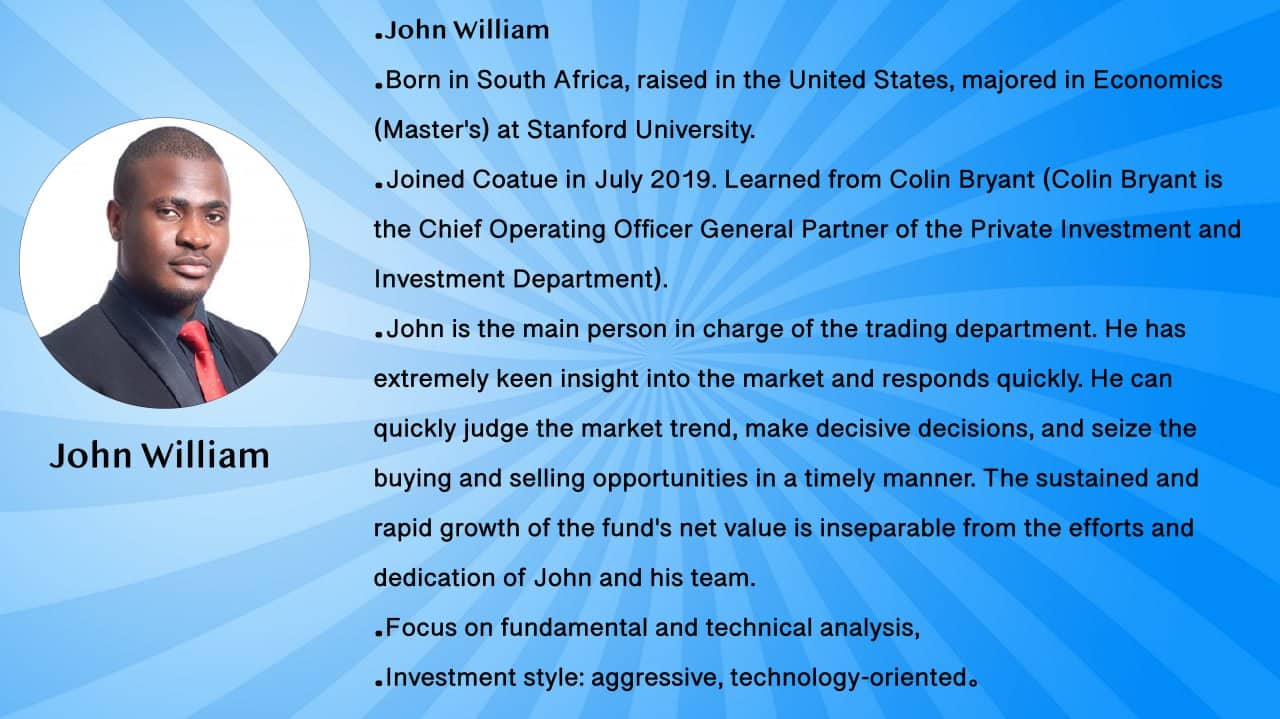 .John William
.Born in South Africa, raised in the United States, majored in Economics
(Master's) at Stanford University.
.Joined Coatue in July 2019. Learned from Colin Bryant (Colin Bryant is
the Chief Operating Officer General Partner of the Private Investment and
Investment Department).
.John is the main person in charge of the trading department. He has
extremely keen insight into the market and responds quickly. He can
quickly judge the market trend, make decisive decisions, and seize the
buying and selling opportunities in a timely manner. The sustained and
rapid growth of the fund's net value is inseparable from the efforts and
dedication of John and his team.
.Focus on fundamental and technical analysis,
.Investment style: aggressive, technology-oriented。
John William